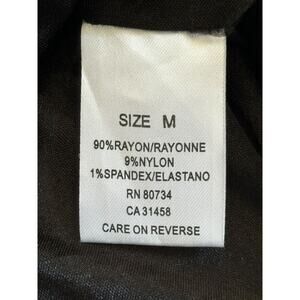 SIZE M
90%RAYON/RAYONNE
9%NYLON
1%SPANDEX/ELASTANO
RN 80734
CA 31458
CARE ON REVERSE